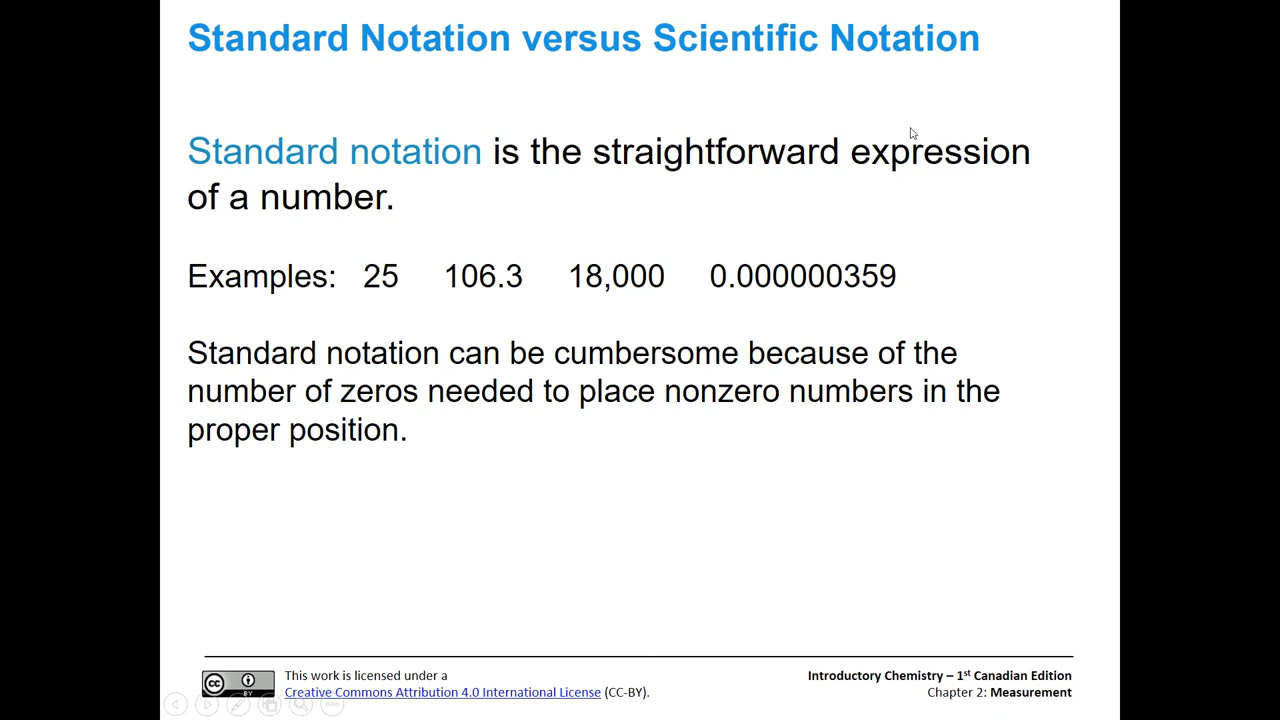 Standard Notation versus Scientific Notation
Standard notation is the straightforward expression
of a number.
Examples: 25 106.3 18,000 0.000000359
Standard notation can be cumbersome because of the
number of zeros needed to place nonzero numbers in the
proper position.
cc BY
This work is licensed under a
Creative Commons Attribution 4.0 International License (CC-BY).
Introductory Chemistry – 1st Canadian Edition
Chapter 2: Measurement